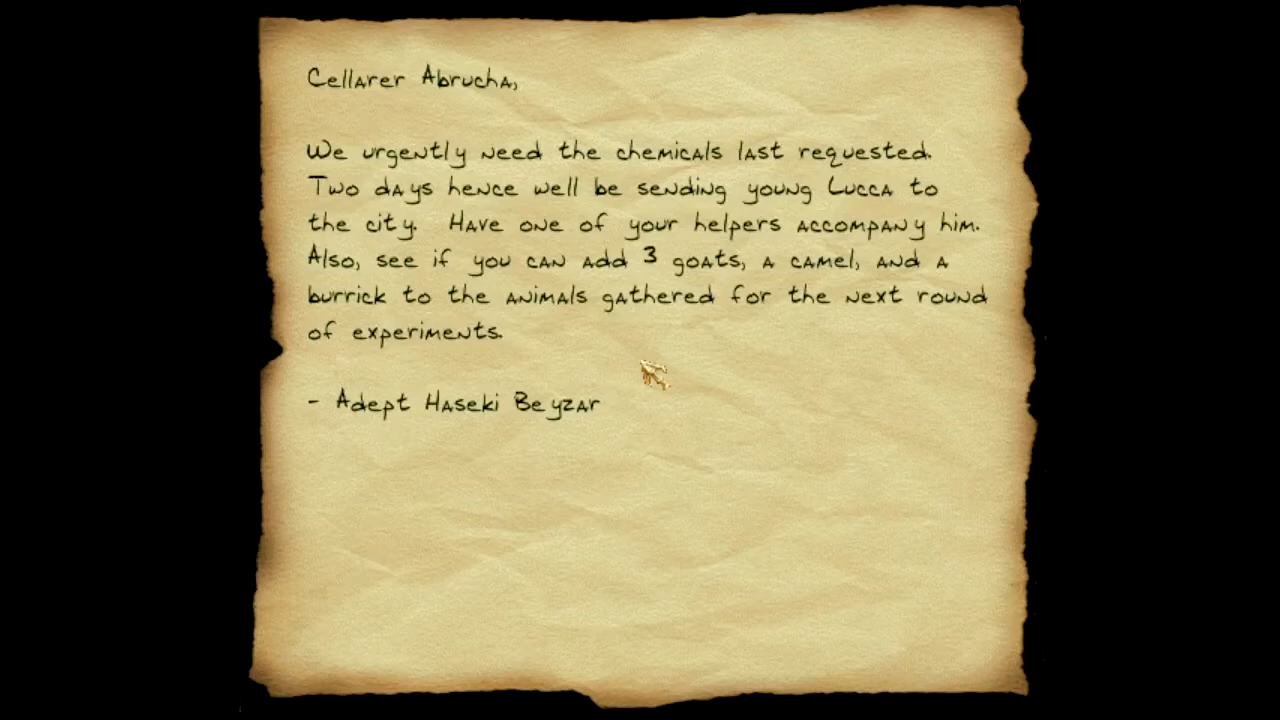 Cellarer Abrucha,
We urgently need the chemicals last requested.
Two days hence well be sending young Lucca to
the city. Have one of your helpers accompany him.
Also, see if you can add 3 goats, a camel, and a
burrick to the animals gathered for the next round
of experiments.
- Adept Haseki Beyzar